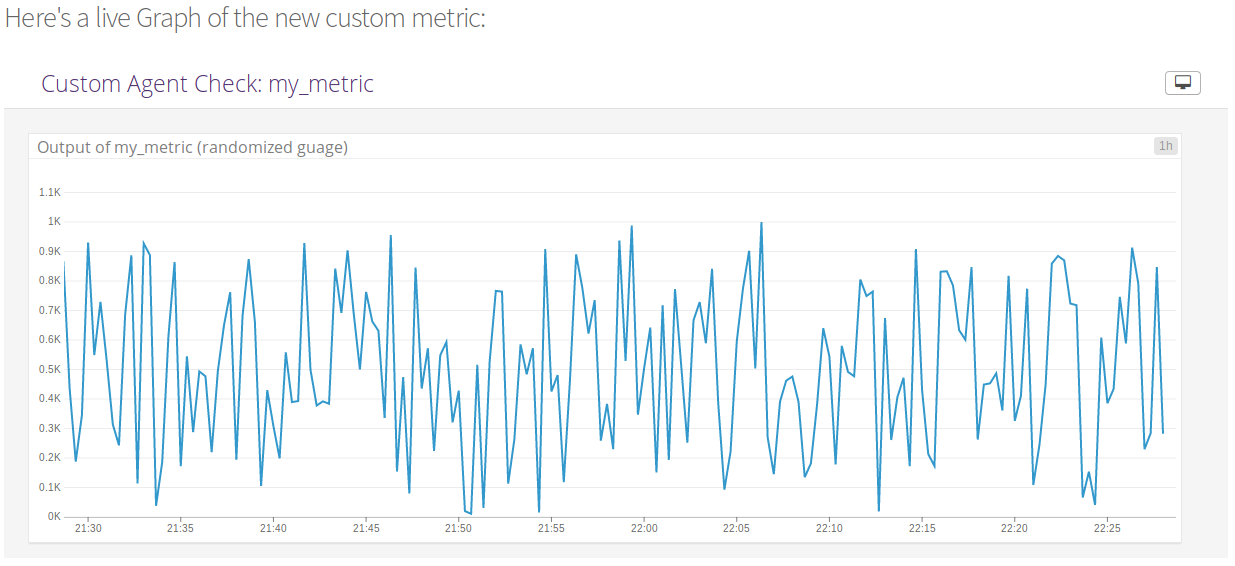 Here's a live Graph of the new custom metric:
Custom Agent Check: my_metric
Output of my_metric (randomized guage)
1h
1.1K
1K
0.9K
0.8K
0.7K
0.6K
0.5K
0.4K
0.3K
0.2K
0.1K
0K
21:30 21:35 21:40 21:45 21:50 21:55 22:00 22:05 22:10 22:15 22:20 22:25